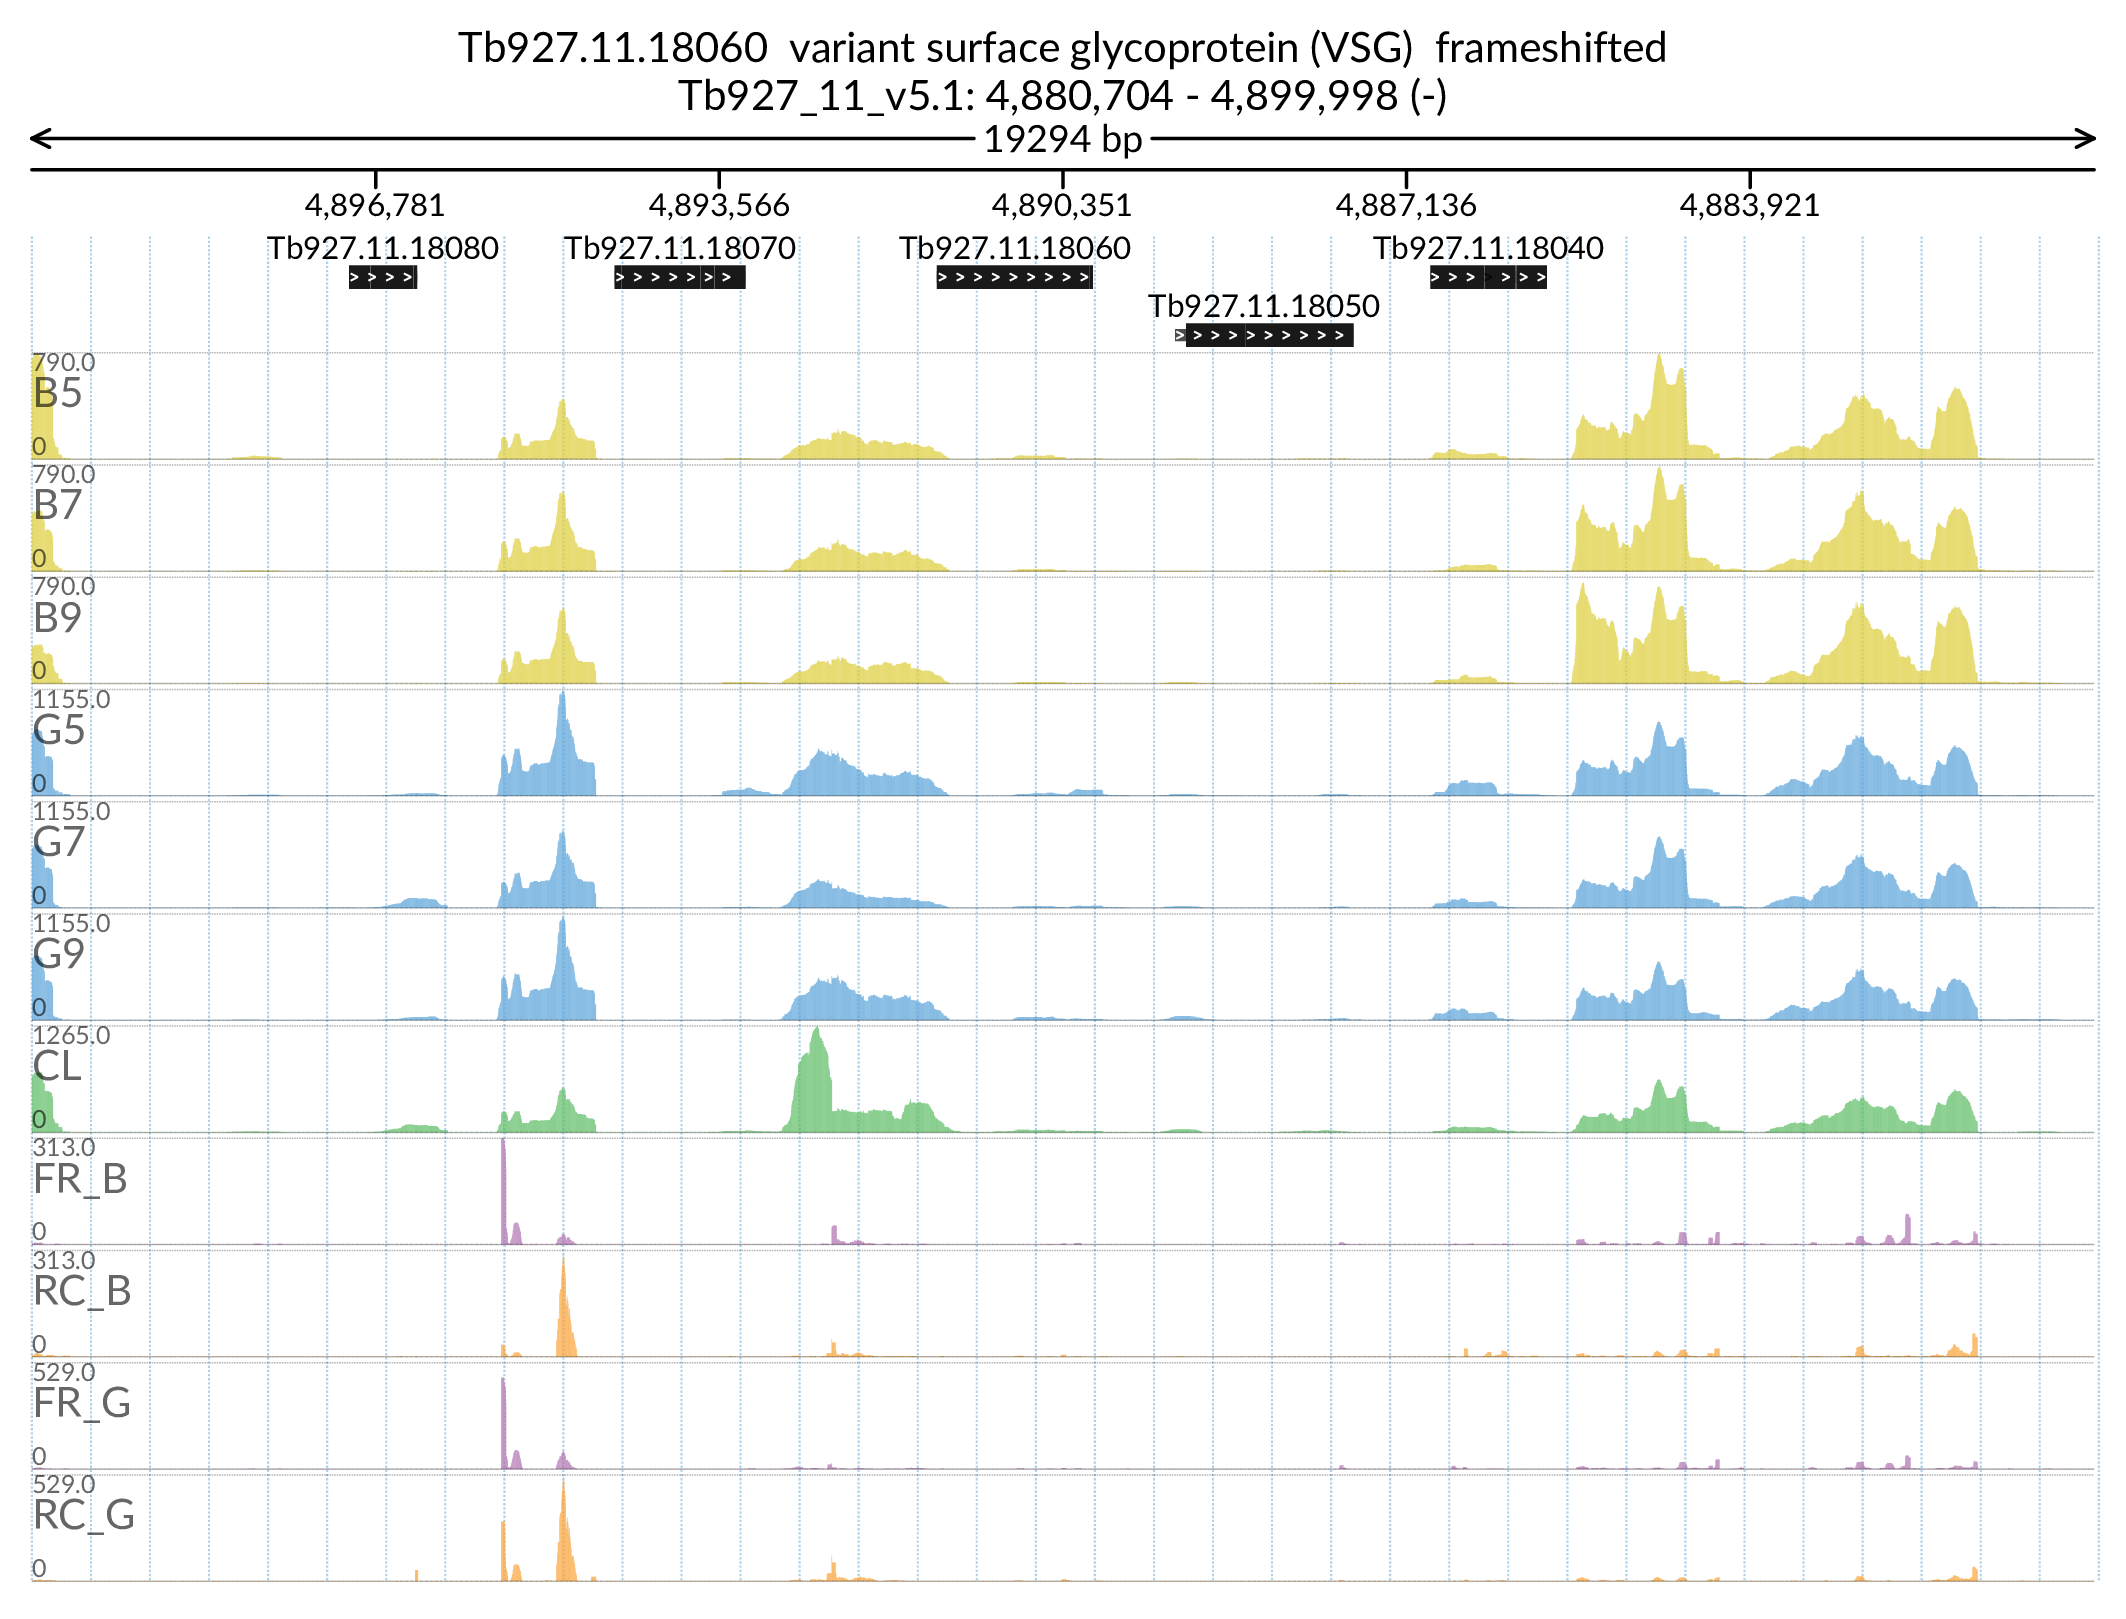 Tb927.11.18060  variant surface glycoprotein (VSG)  frameshifted
Tb927_11_v5.1: 4,880,704 - 4,899,998 (-)
19294 bp
4,896,781 4,893,566 4,890,351 4,887,136 4,883,921
Tb927.11.18080 Tb927.11.18070 Tb927.11.18060 Tb927.11.18040
Tb927.11.18050
790.0
B5
0
790.0
B7
0
790.0
B9
0
1155.0
G5
0
1155.0
G7
0
1155.0
G9
0
1265.0
CL
0
313.0
FR_B
0
313.0
RC_B
0
529.0
FR_G
0
529.0
RC_G
0